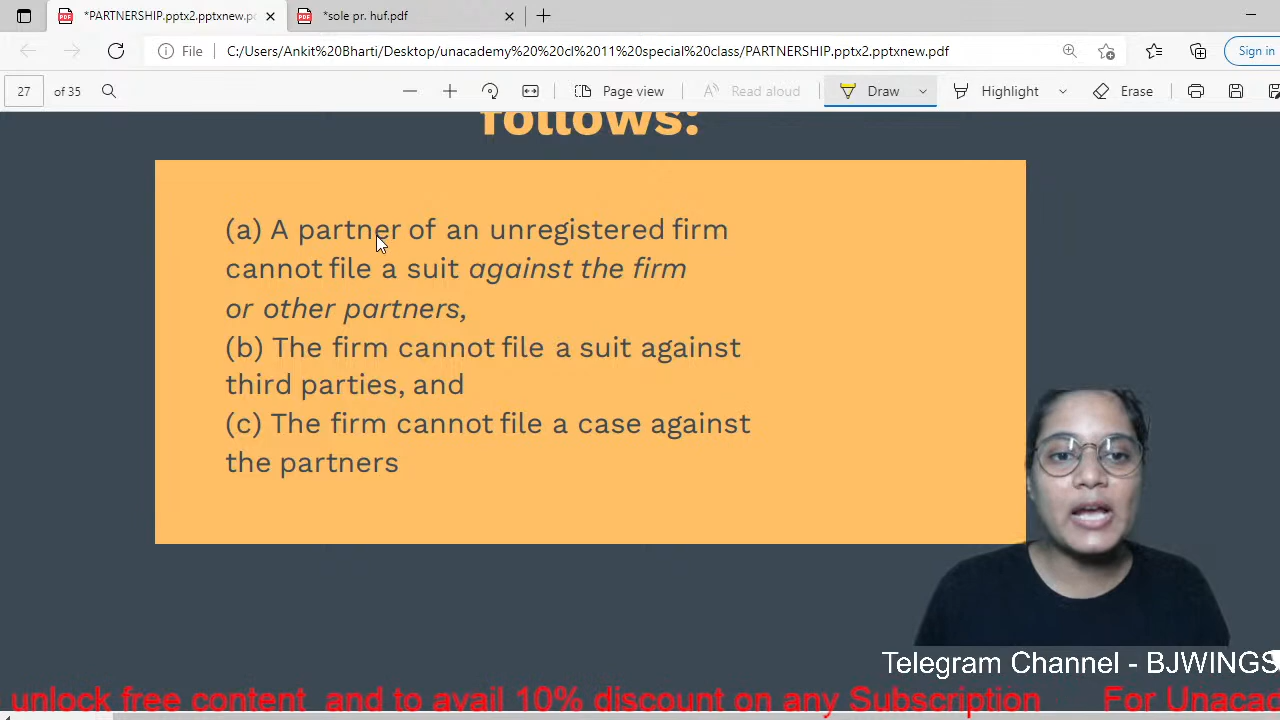 *PARTNERSHIP.pptx2.pptxnew.p
*sole pr. huf.pdf
File
C:/Users/Ankit%20Bharti/Desktop/unacademy%20%20cl%2011%20special%20class/PARTNERSHIP.pptx2.pptxnew.pdf
Sign in
27
of 35
Page view
Read aloud
Draw
Highlight
Erase
follows:
(a) A partner of an unregistered firm
cannot file a suit against the firm
or other partners,
(b) The firm cannot file a suit against
third parties, and
(c) The firm cannot file a case against
the partners
Telegram Channel - BJWINGS
unlock free content and to avail 10% discount on any Subscription For Unacad